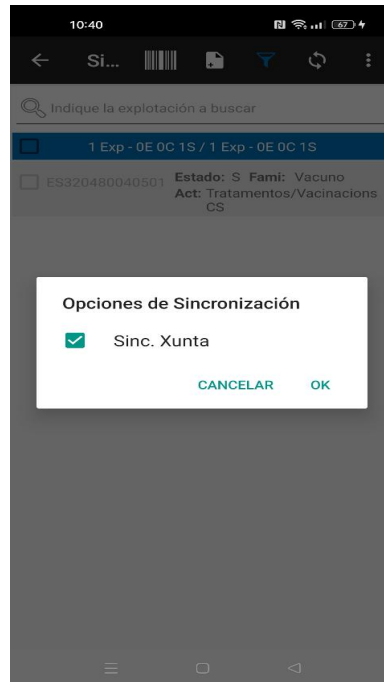 10:40
67
Si...
Indique la explotación a buscar
1 Exp - 0E 0C 1S / 1 Exp - 0E 0C 1S
ES320480040501 Estado: S Fami: Vacuno
Act: Tratamentos/Vacinacions
CS
Opciones de Sincronización
Sinc. Xunta
CANCELAR OK